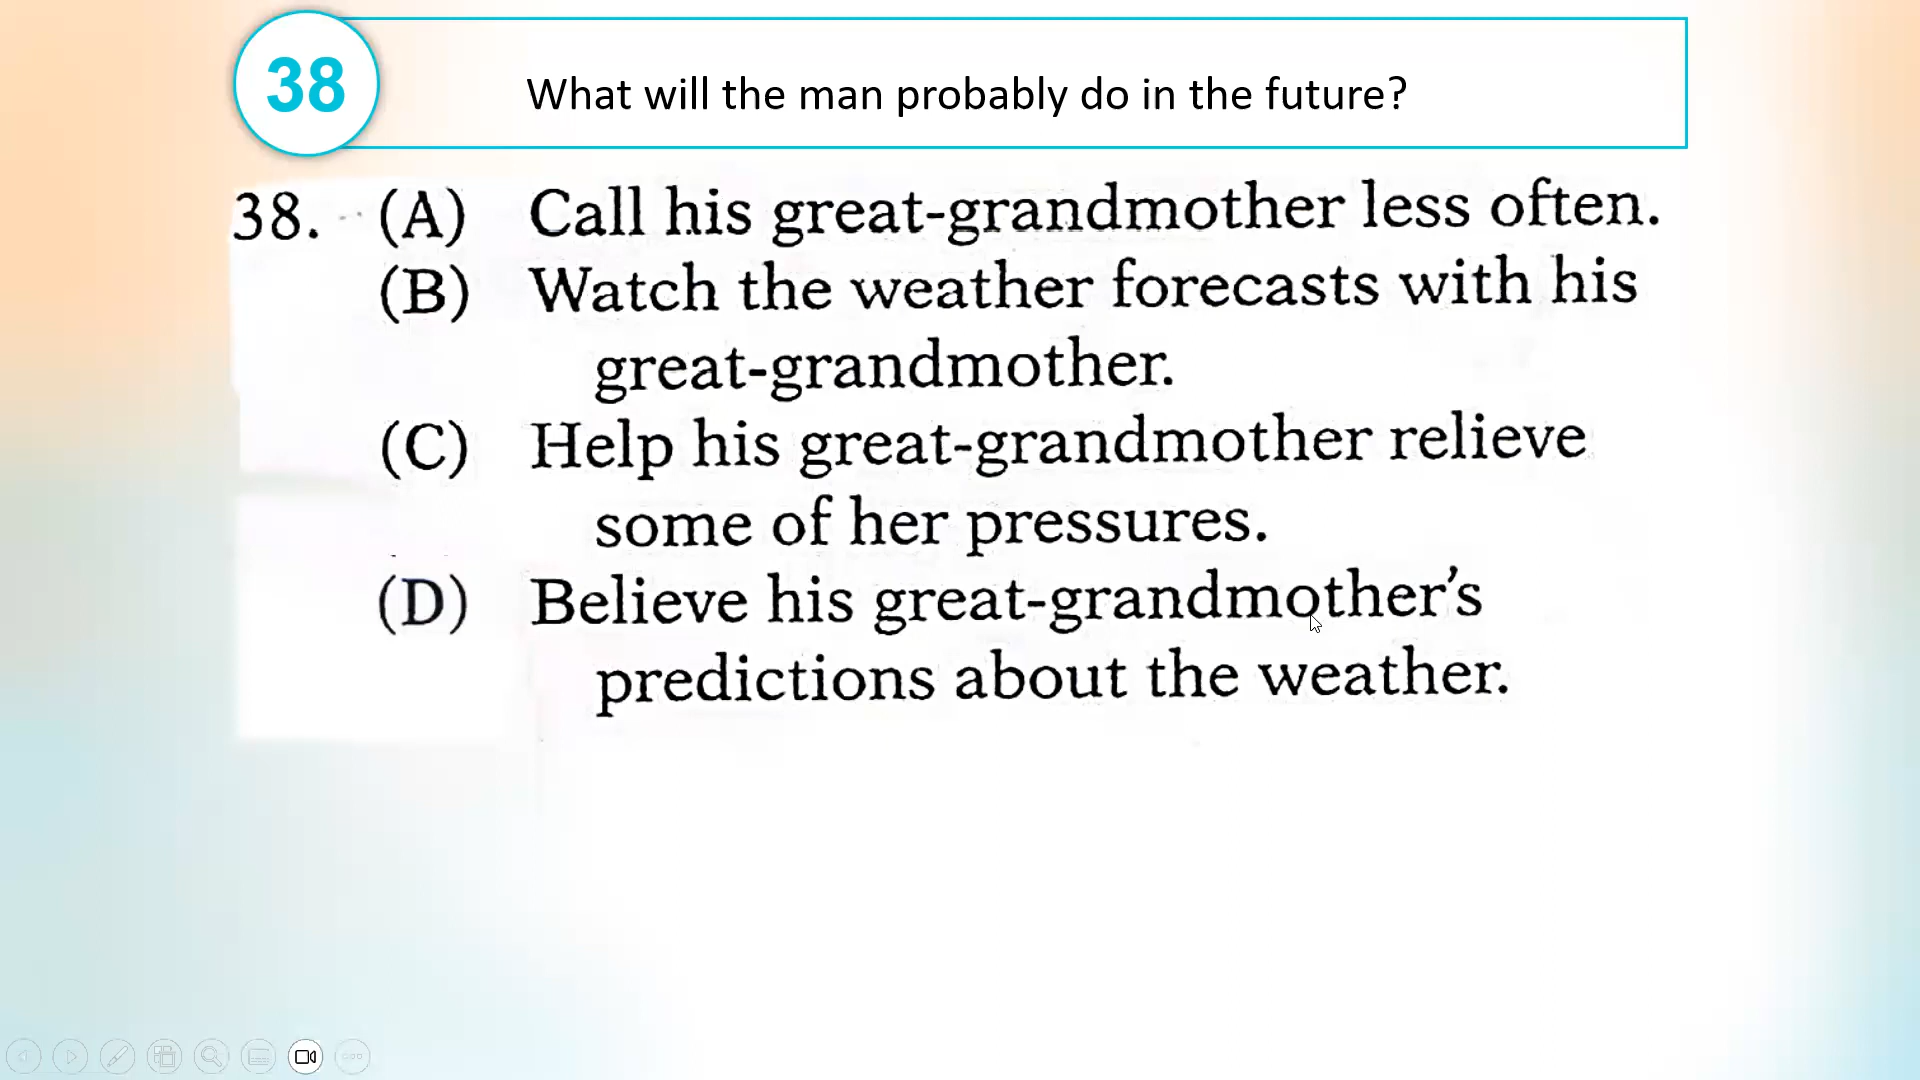 38
What will the man probably do in the future?
38. (A) Call his great-grandmother less often.
(B) Watch the weather forecasts with his
great-grandmother.
(C) Help his great-grandmother relieve
some of her pressures.
(D) Believe his great-grandmother's
predictions about the weather.